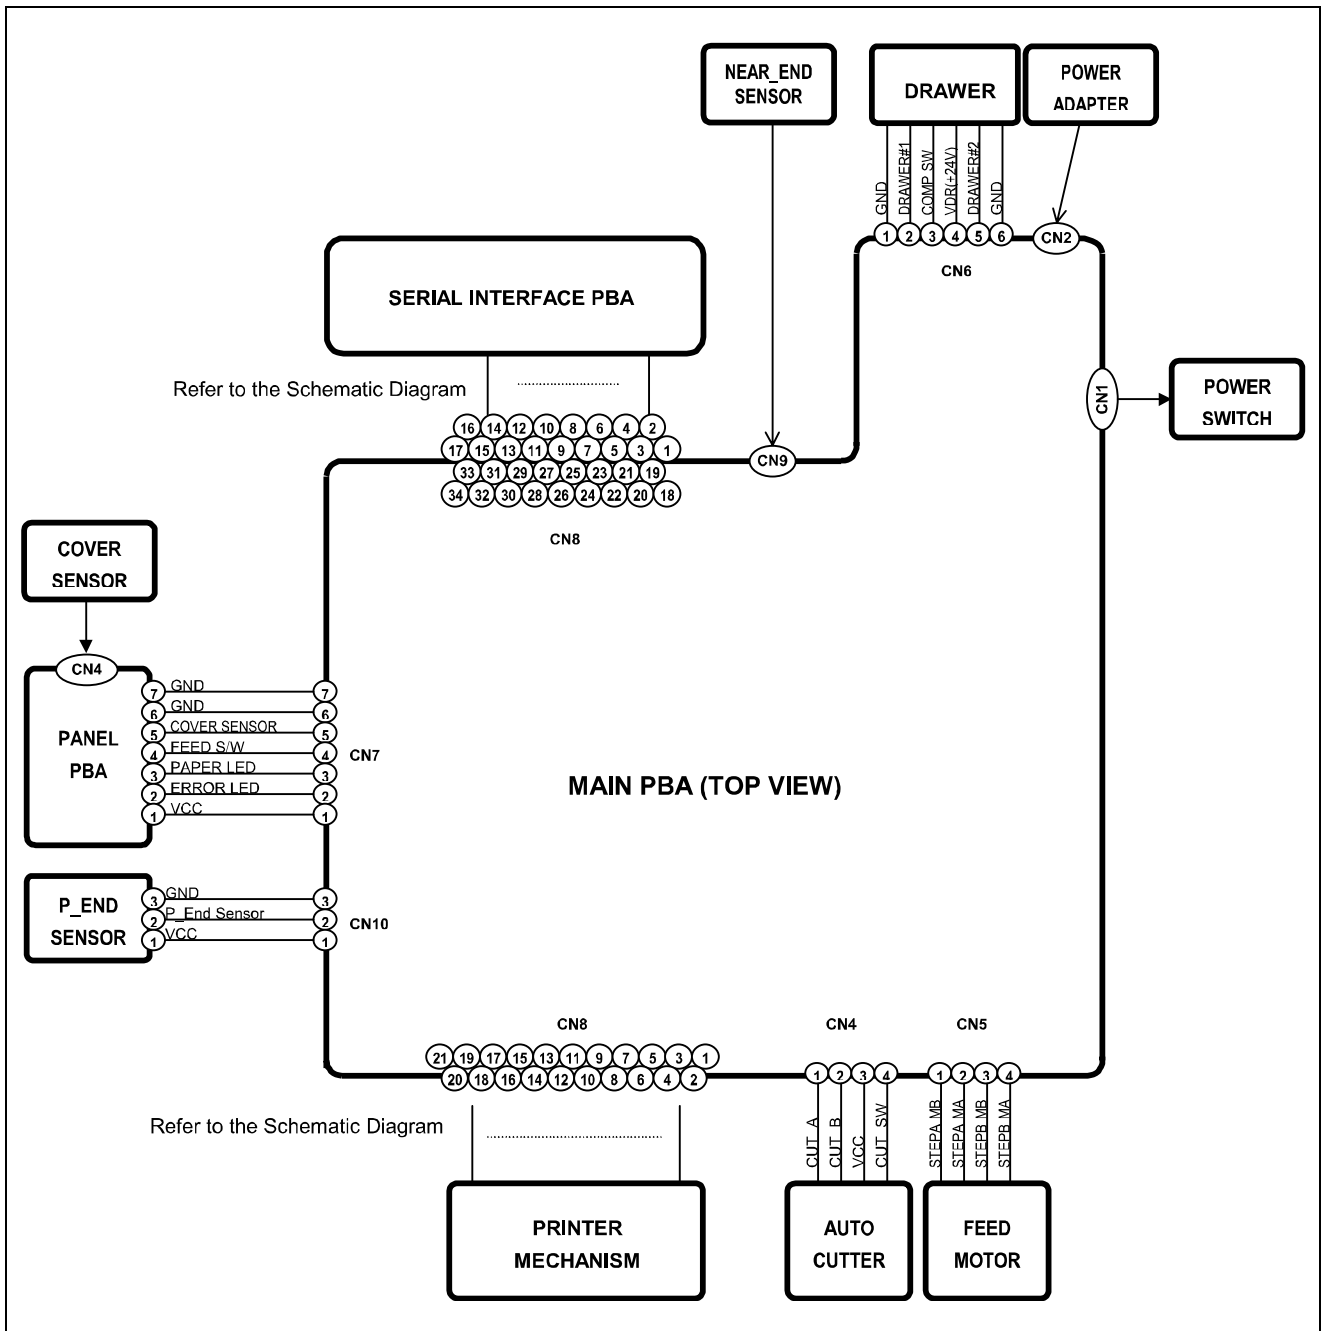 NEAR_END
SENSOR
DRAWER
POWER
ADAPTER
GND
DRAWER#1
COMP SW
VDR(+24V)
DRAWER#2
GND
1 2 3 4 5 6
CN2
CN6
SERIAL INTERFACE PBA
Refer to the Schematic Diagram
CN1
POWER
SWITCH
16 14 12 10 8 6 4 2
17 15 13 11 9 7 5 3 1
CN9
33 31 29 27 25 23 21 19
34 32 30 28 26 24 22 20 18
CN8
COVER
SENSOR
CN4
PANEL
PBA
7 GND 7
6 GND 6
5 COVER SENSOR 5
4 FEED S/W 4
3 PAPER LED 3
2 ERROR LED 2
1 VCC 1
CN7
MAIN PBA (TOP VIEW)
P_END
SENSOR
3 GND 3
2 P_End Sensor 2
1 VCC 1
CN10
CN8
CN4
CN5
21 19 17 15 13 11 9 7 5 3 1
20 18 16 14 12 10 8 6 4 2
1 2 3 4
1 2 3 4
Refer to the Schematic Diagram
CUT_A
CUT_B
VCC
CUT_SW
STEPA MB
STEPA MA
STEPB MB
STEPB MA
PRINTER
MECHANISM
AUTO
CUTTER
FEED
MOTOR